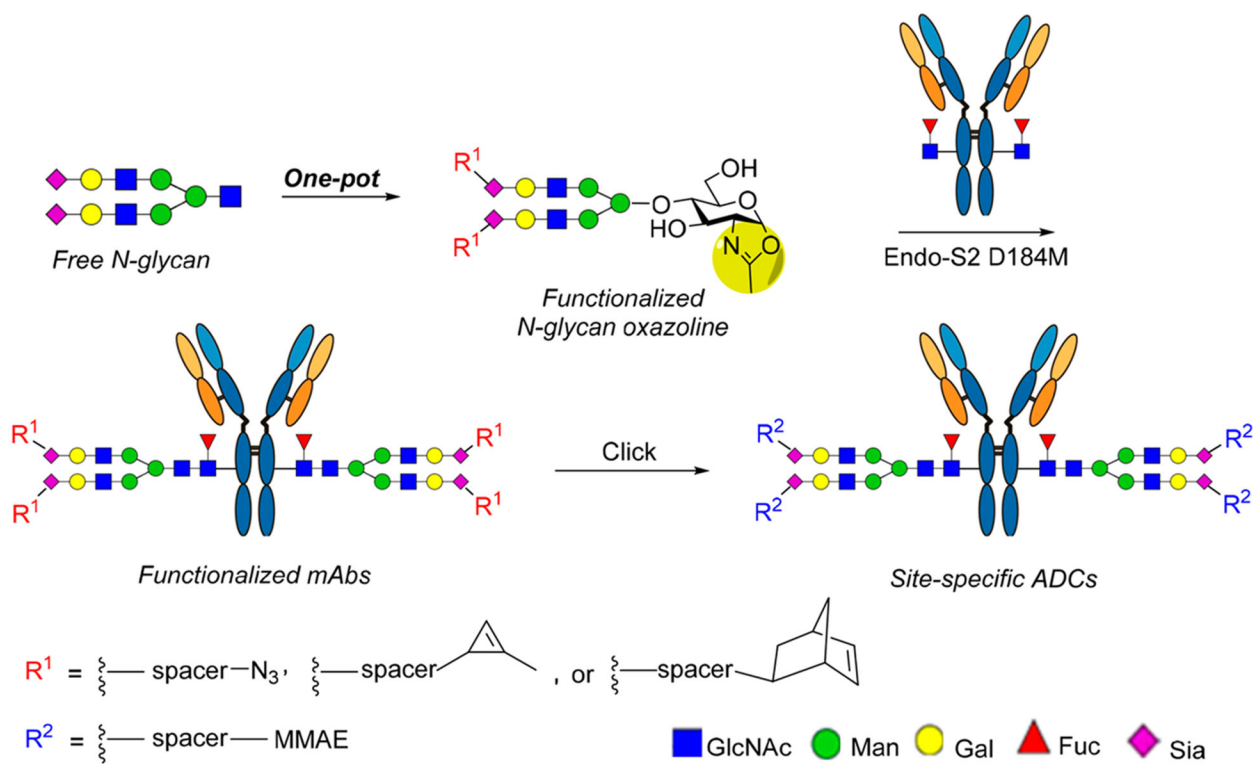 One-pot
Free N-glycan
R1
R1
O
HO
OH
O
N
O
Functionalized
N-glycan oxazoline
Endo-S2 D184M
R1
R1
R1
R1
Functionalized mAbs
Click
R2
R2
R2
R2
Site-specific ADCs
R1 = spacer N3, spacer , or spacer
R2 = spacer MMAE
GlcNAc Man Gal Fuc Sia